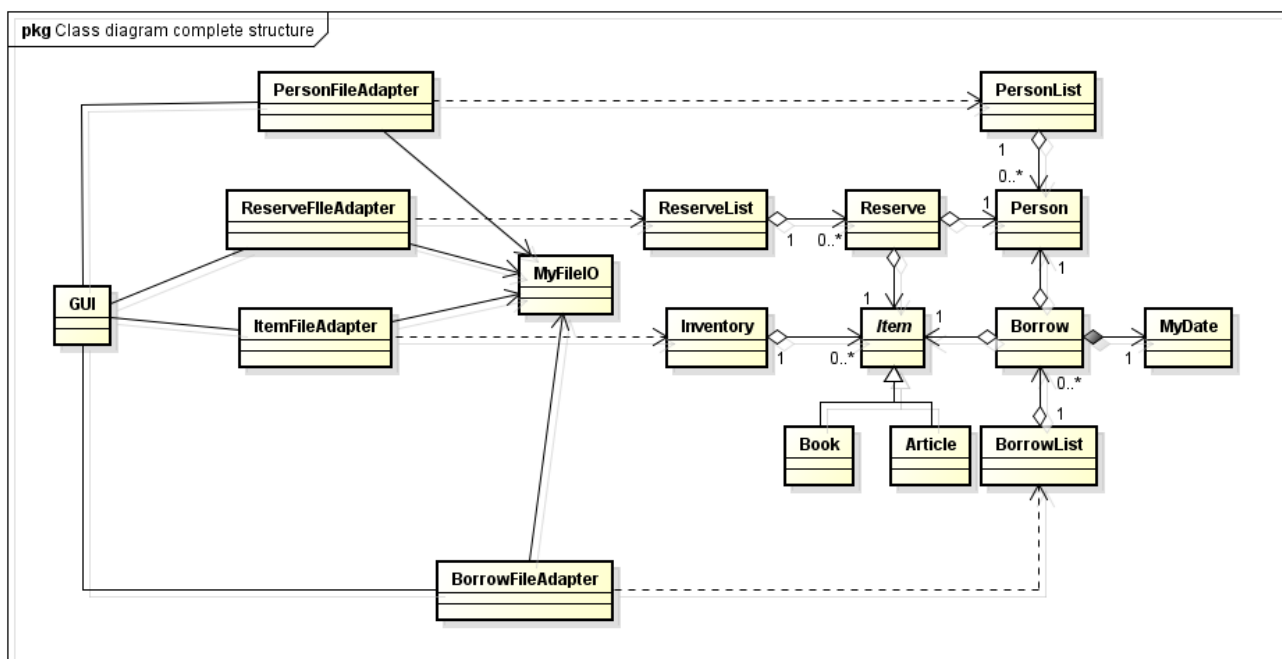 pkg Class diagram complete structure
PersonFileAdapter
PersonList
1
0..*
ReserveFIleAdapter
ReserveList
1
0..*
Reserve
1
Person
MyFileIO
1
GUI
ItemFileAdapter
Inventory
1
0..*
1
Item
1
Borrow
1
MyDate
0..*
1
Book
Article
BorrowList
BorrowFileAdapter